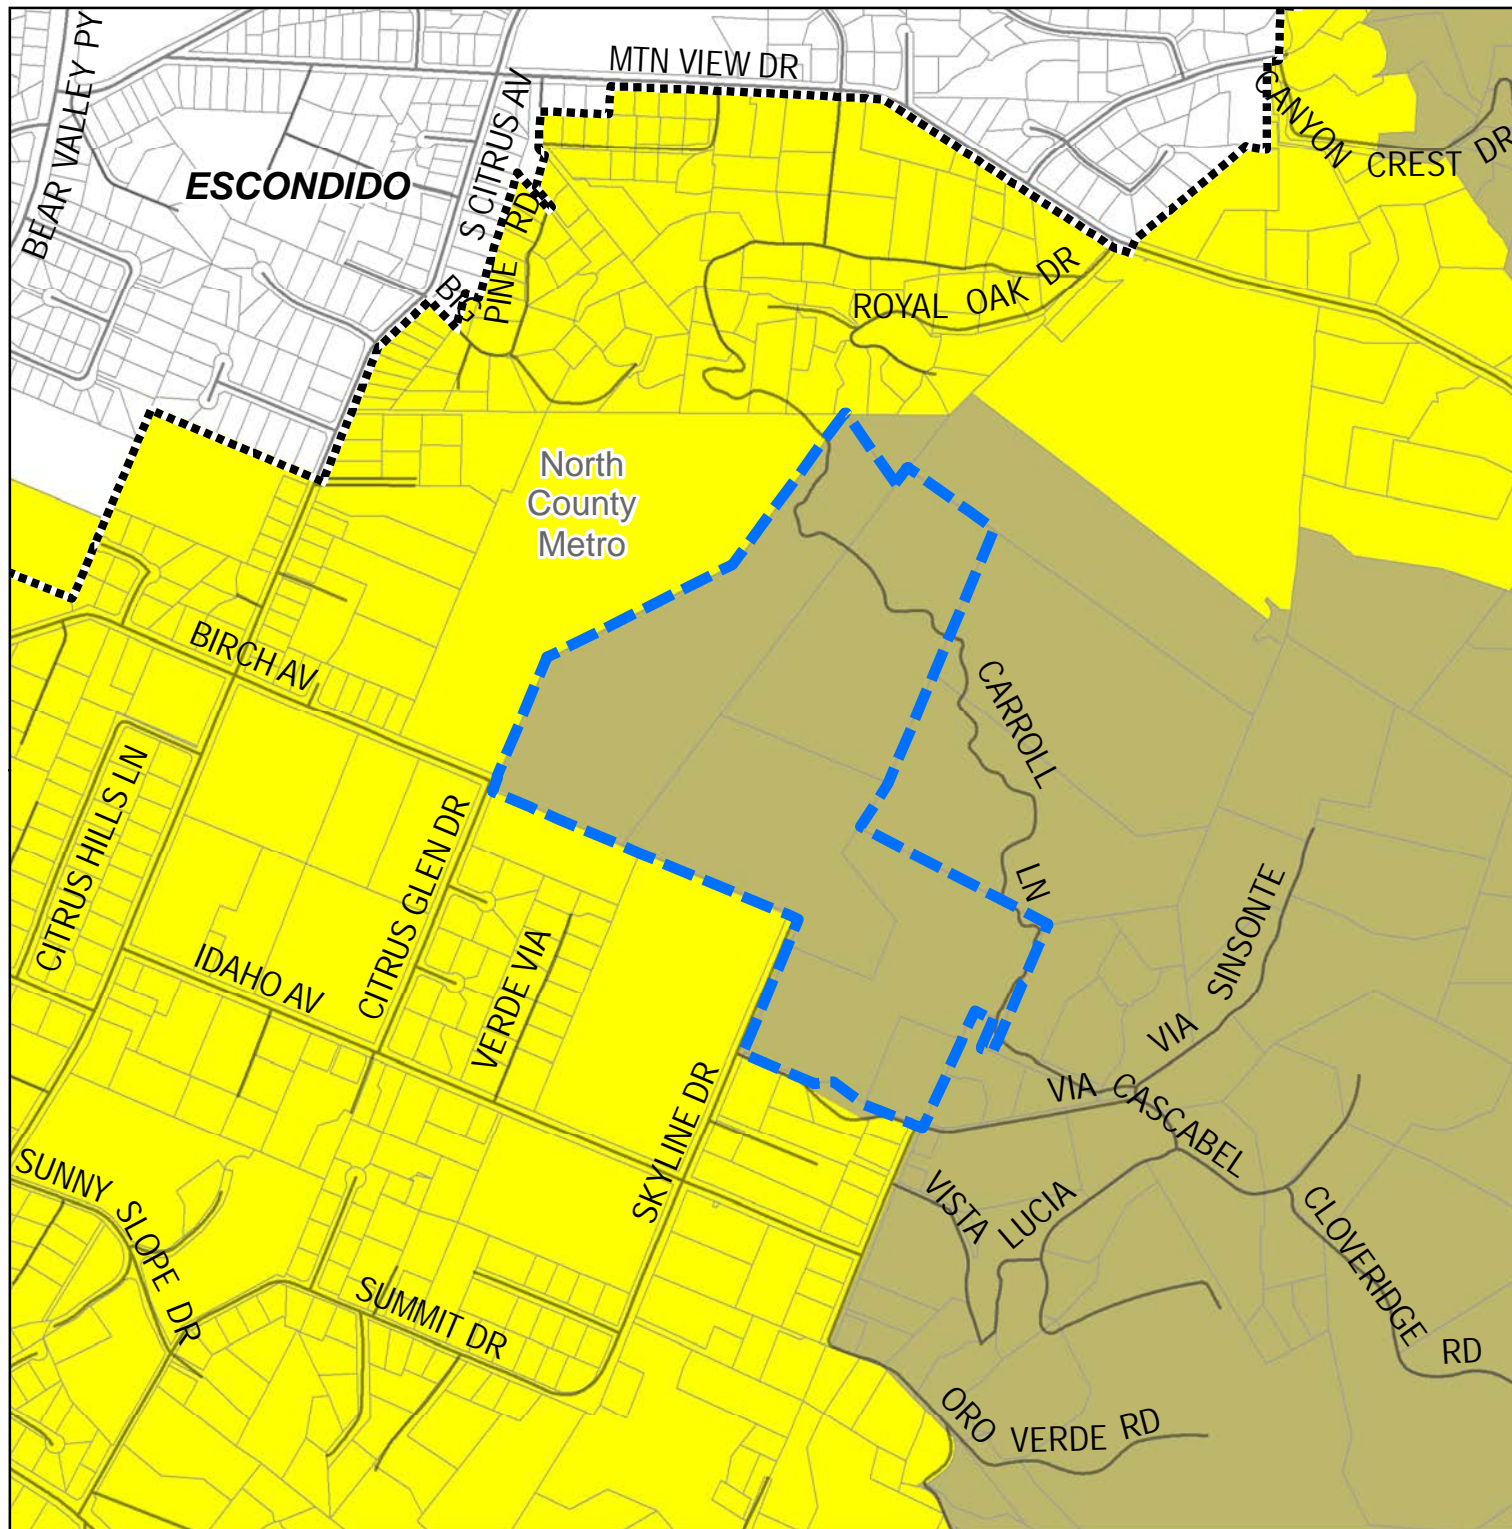 MTN VIEW DR
BEAR VALLEY PY
S CITRUS AV
ESCONDIDO
CANYON CREST DR
BIG
PINE RD
ROYAL OAK DR
North
County
Metro
BIRCH AV
CARROLL LN
CITRUS HILLS LN
CITRUS GLEN DR
IDAHO AV
VERDE VIA
VIA SINSONTE
SKYLINE DR
VIA CASCABEL
SUNNY SLOPE DR
VISTA LUCIA
CLOVERIDGE RD
SUMMIT DR
ORO VERDE RD